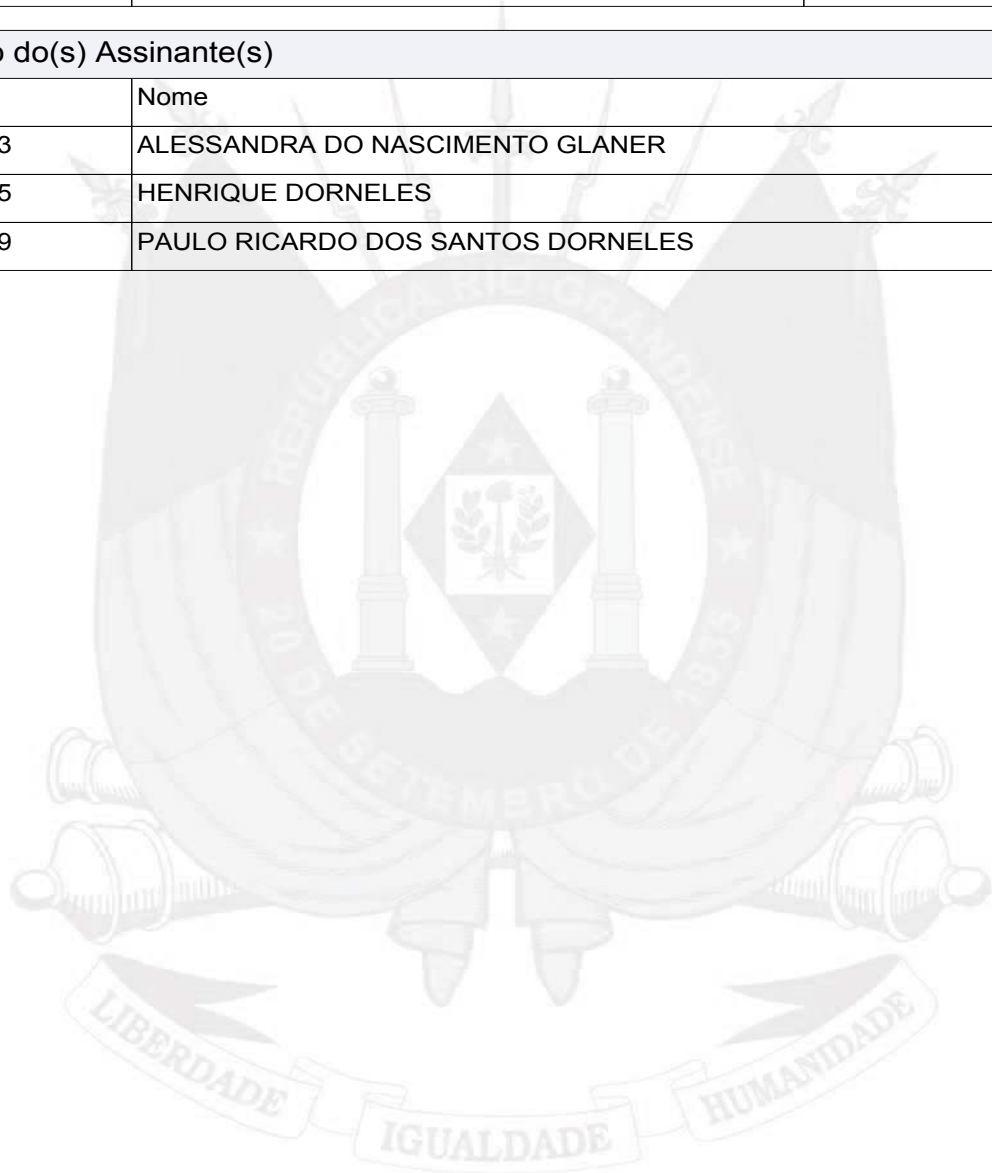 o do(s) Assinante(s)
Nome
3 ALESSANDRA DO NASCIMENTO GLANER
5 HENRIQUE DORNELES
9 PAULO RICARDO DOS SANTOS DORNELES
REPÚBLICA RIO-GRANDENSE
20 DE SETEMBRO DE 1835
LIBERDADE IGUALDADE HUMANIDADE